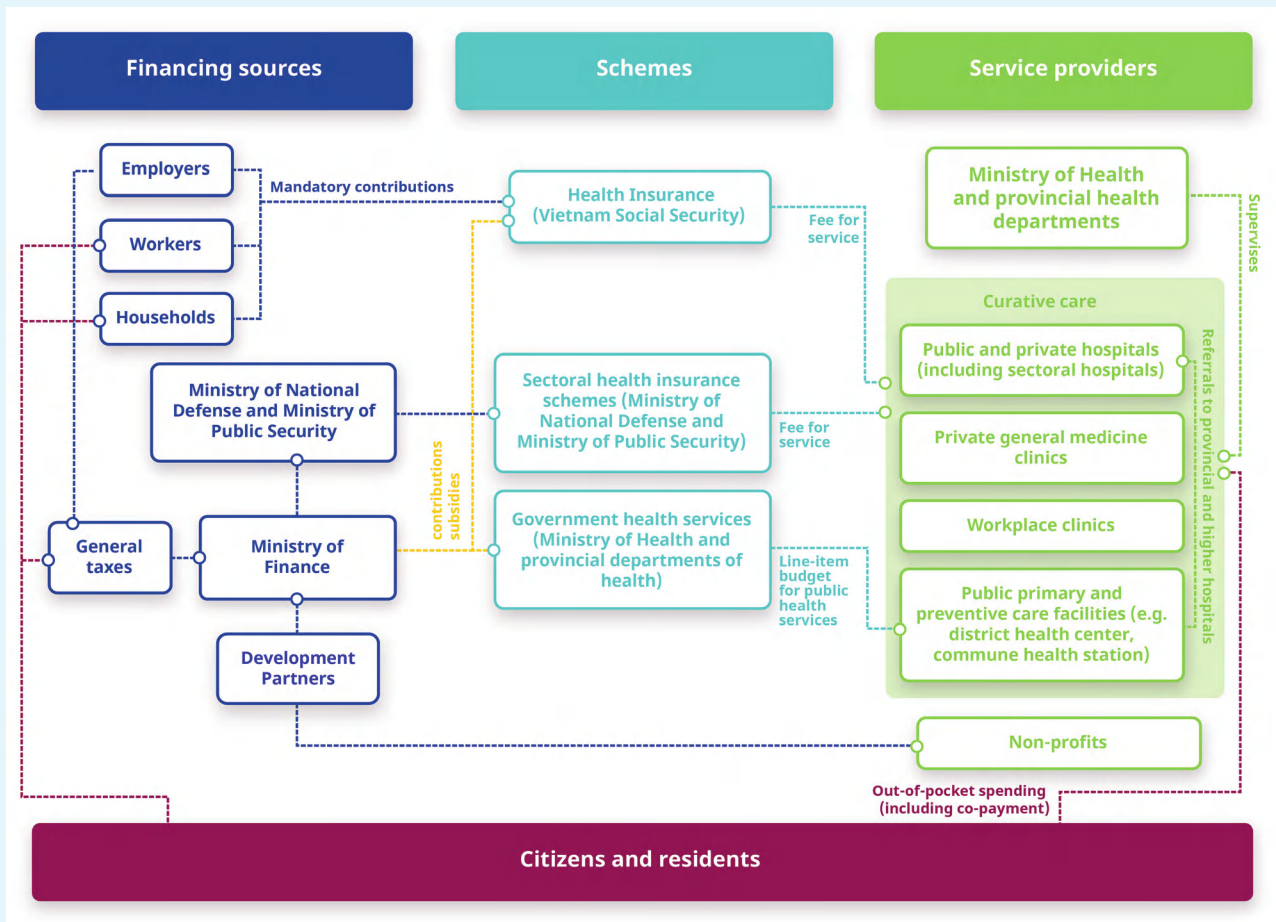 Financing sources
Schemes
Service providers
Employers
Workers
Households
Mandatory contributions
Ministry of National
Defense and Ministry of
Public Security
General
taxes
Ministry of
Finance
Development
Partners
contributions
subsidies
Health Insurance
(Vietnam Social Security)
Fee for
service
Sectoral health insurance
schemes (Ministry of
National Defense and
Ministry of Public Security)
Fee for
service
Government health services
(Ministry of Health and
provincial departments of
health)
Line-item
budget
for public
health
services
Ministry of Health
and provincial health
departments
Supervises
Curative care
Public and private hospitals
(including sectoral hospitals)
Private general medicine
clinics
Workplace clinics
Public primary and
preventive care facilities (e.g.
district health center,
commune health station)
Referrals to provincial and higher hospitals
Non-profits
Out-of-pocket spending
(including co-payment)
Citizens and residents